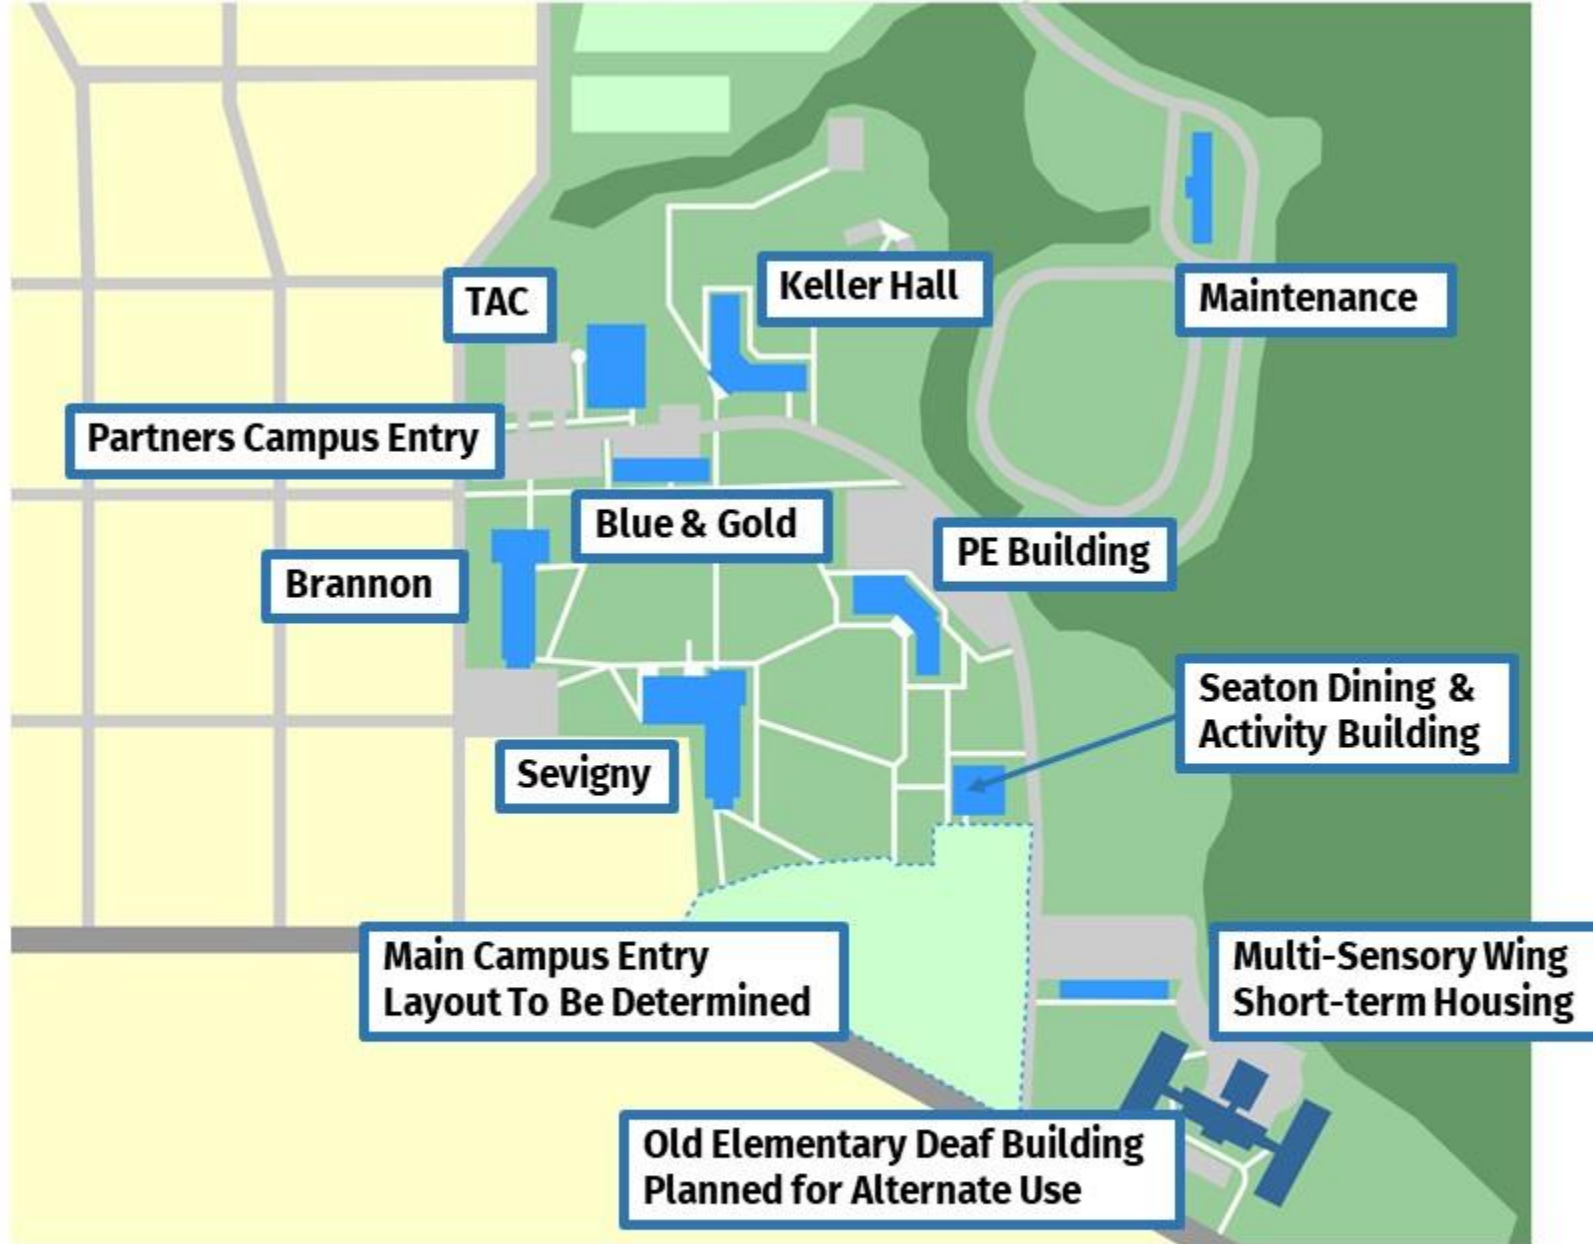 Keller Hall
TAC
Maintenance
Partners Campus Entry
Blue & Gold
PE Building
Brannon
Seaton Dining &
Activity Building
Sevigny
Main Campus Entry
Layout To Be Determined
Multi-Sensory Wing
Short-term Housing
Old Elementary Deaf Building
Planned for Alternate Use